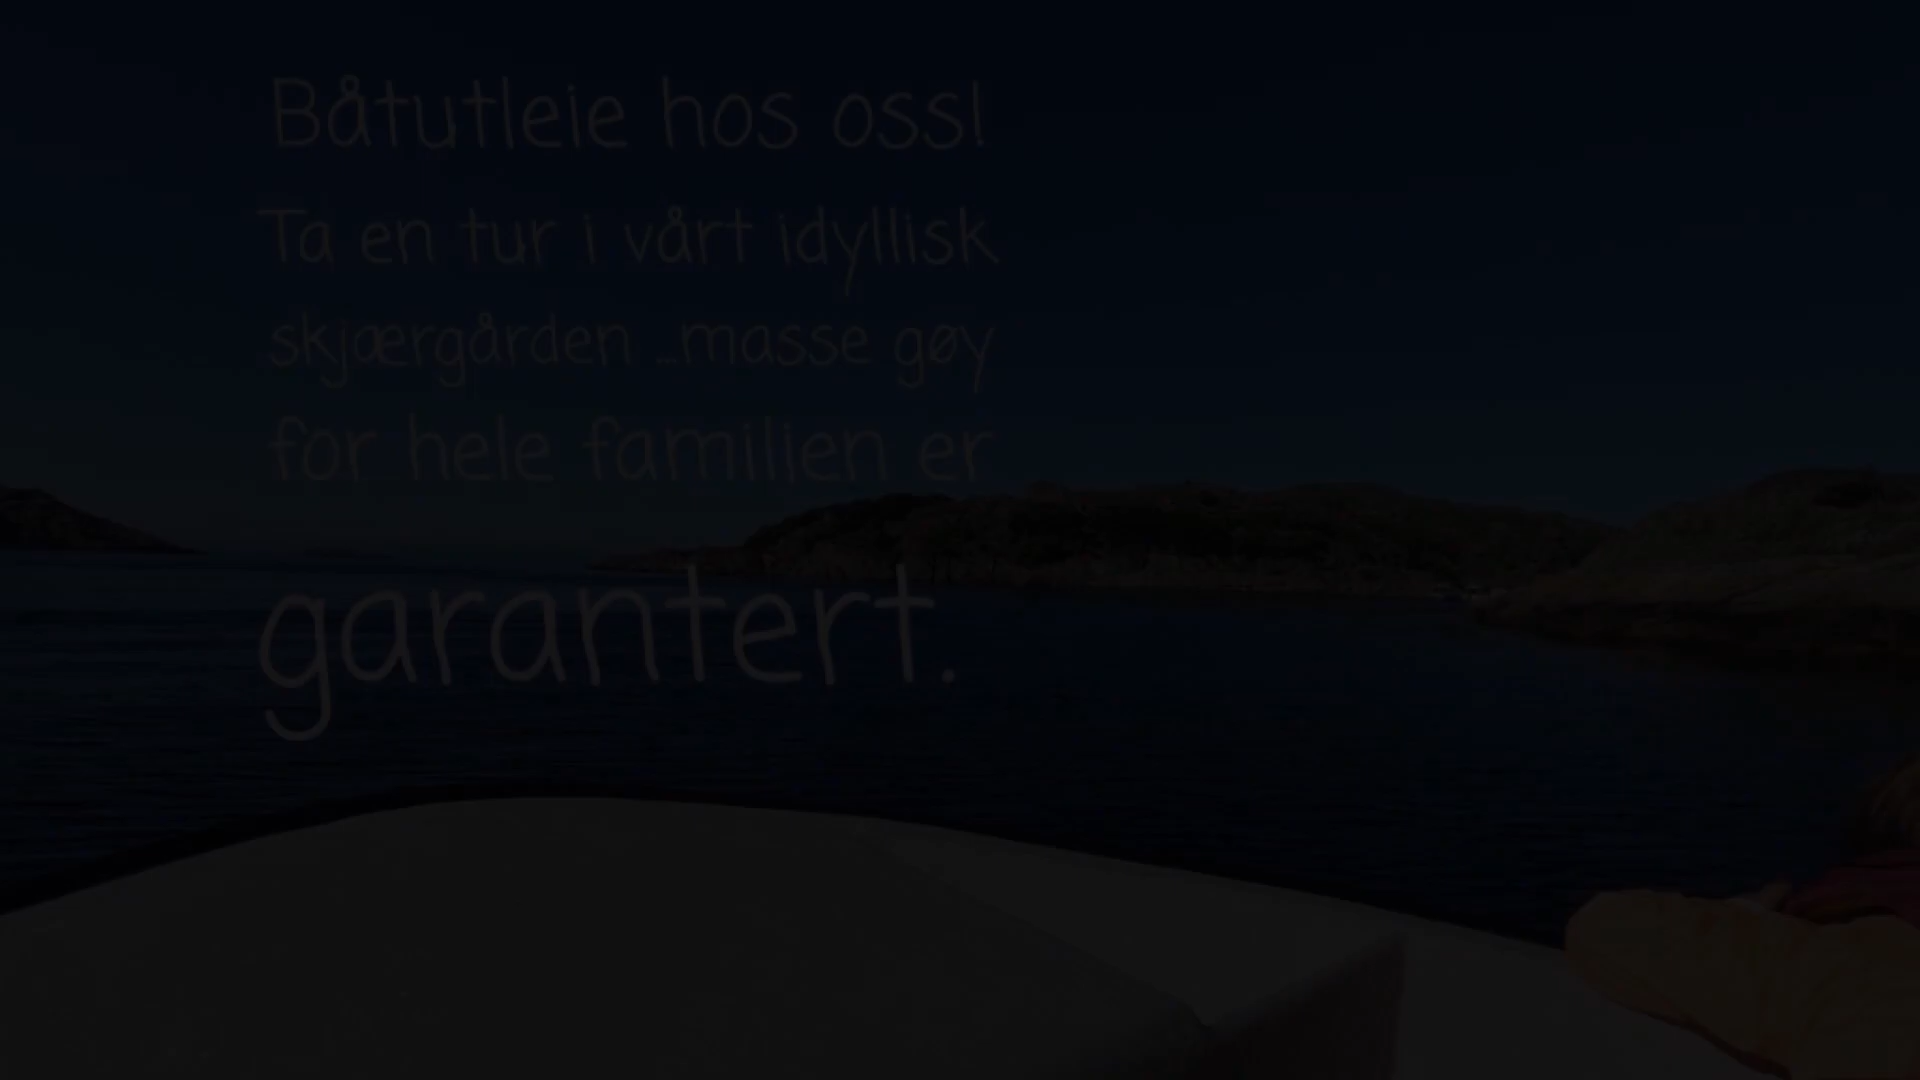 Båtutleie hos oss!
Ta en tur i vårt idyllisk
skjærgården ...masse gøy
for hele familien er
garantert.